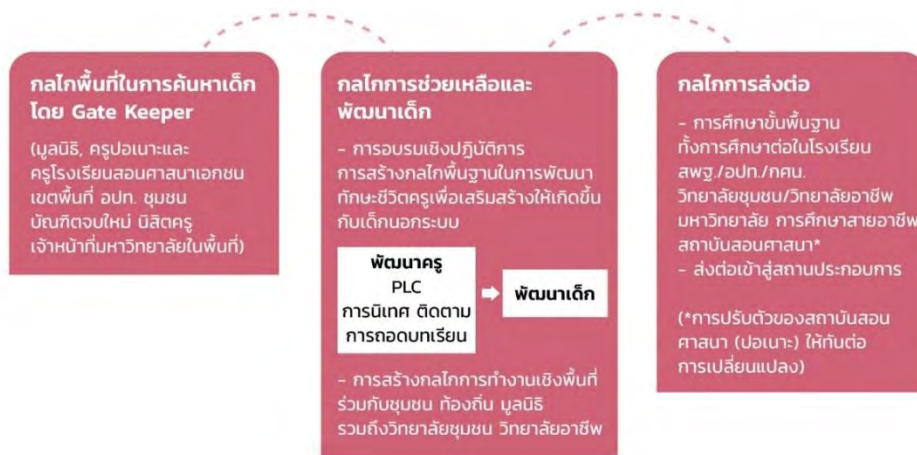 กลไกพื้นที่ในการค้นหาเด็ก
โดย Gate Keeper
(มูลนิธิ, ครูปอเนาะและ
ครูโรงเรียนสอนศาสนาเอกชน
เขตพื้นที่ อปท. ชุมชน
บัณฑิตจบใหม่ นิสิตครู
เจ้าหน้าที่มหาวิทยาลัยในพื้นที่)
กลไกการช่วยเหลือและ
พัฒนาเด็ก
- การอบรมเชิงปฏิบัติการ
การสร้างกลไกพื้นฐานในการพัฒนา
ทักษะชีวิตครูเพื่อเสริมสร้างให้เกิดขึ้น
กับเด็กนอกระบบ
พัฒนาครู
PLC
การนิเทศ ติดตาม
การถอดบทเรียน
พัฒนาเด็ก
- การสร้างกลไกการทำงานเชิงพื้นที่
ร่วมกับชุมชน ท้องถิ่น มูลนิธิ
รวมถึงวิทยาลัยชุมชน วิทยาลัยอาชีพ
กลไกการส่งต่อ
- การศึกษาขั้นพื้นฐาน
ทั้งการศึกษาต่อในโรงเรียน
สพฐ./อปท./กศน.
วิทยาลัยชุมชน/วิทยาลัยอาชีพ
มหาวิทยาลัย การศึกษาสายอาชีพ
สถาบันสอนศาสนา*
- ส่งต่อเข้าสู่สถานประกอบการ
(*การปรับตัวของสถาบันสอน
ศาสนา (ปอเนาะ) ให้ทันต่อ
การเปลี่ยนแปลง)